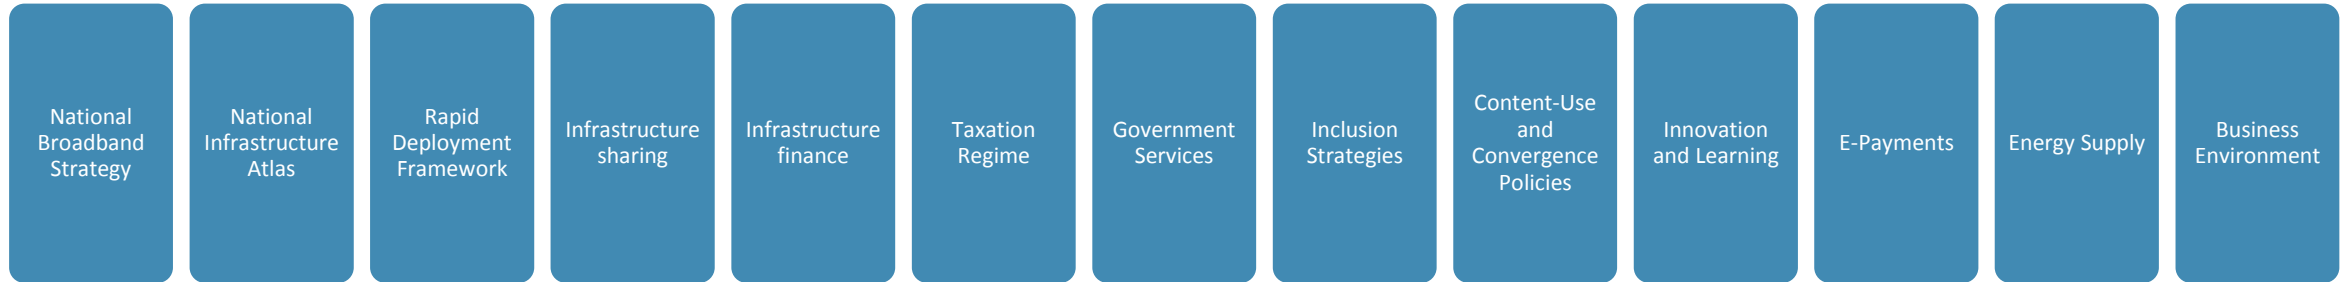 National
Broadband
Strategy
National
Infrastructure
Atlas
Rapid
Deployment
Framework
Infrastructure
sharing
Infrastructure
finance
Taxation
Regime
Government
Services
Inclusion
Strategies
Content-Use
and
Convergence
Policies
Innovation
and Learning
E-Payments
Energy Supply
Business
Environment